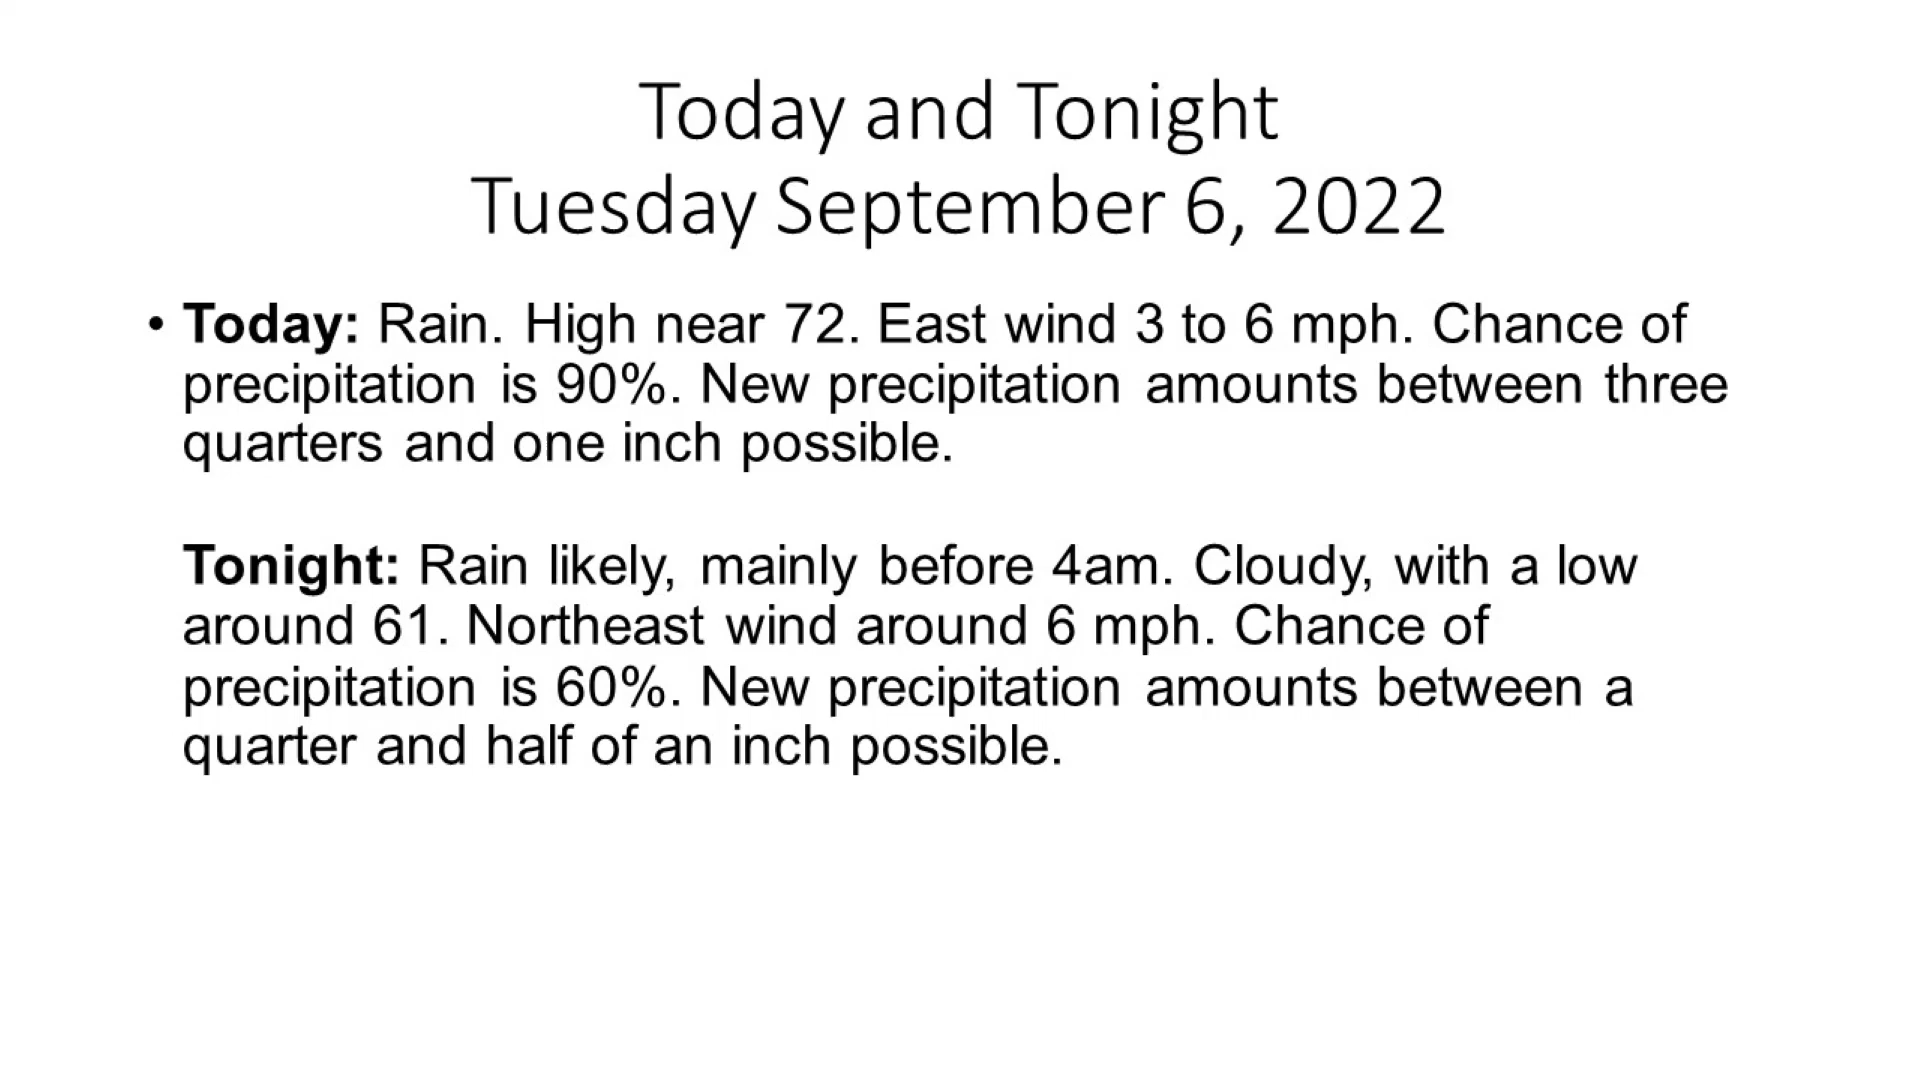 Today and Tonight
Tuesday September 6, 2022
• Today: Rain. High near 72. East wind 3 to 6 mph. Chance of
precipitation is 90%. New precipitation amounts between three
quarters and one inch possible.
Tonight: Rain likely, mainly before 4am. Cloudy, with a low
around 61. Northeast wind around 6 mph. Chance of
precipitation is 60%. New precipitation amounts between a
quarter and half of an inch possible.